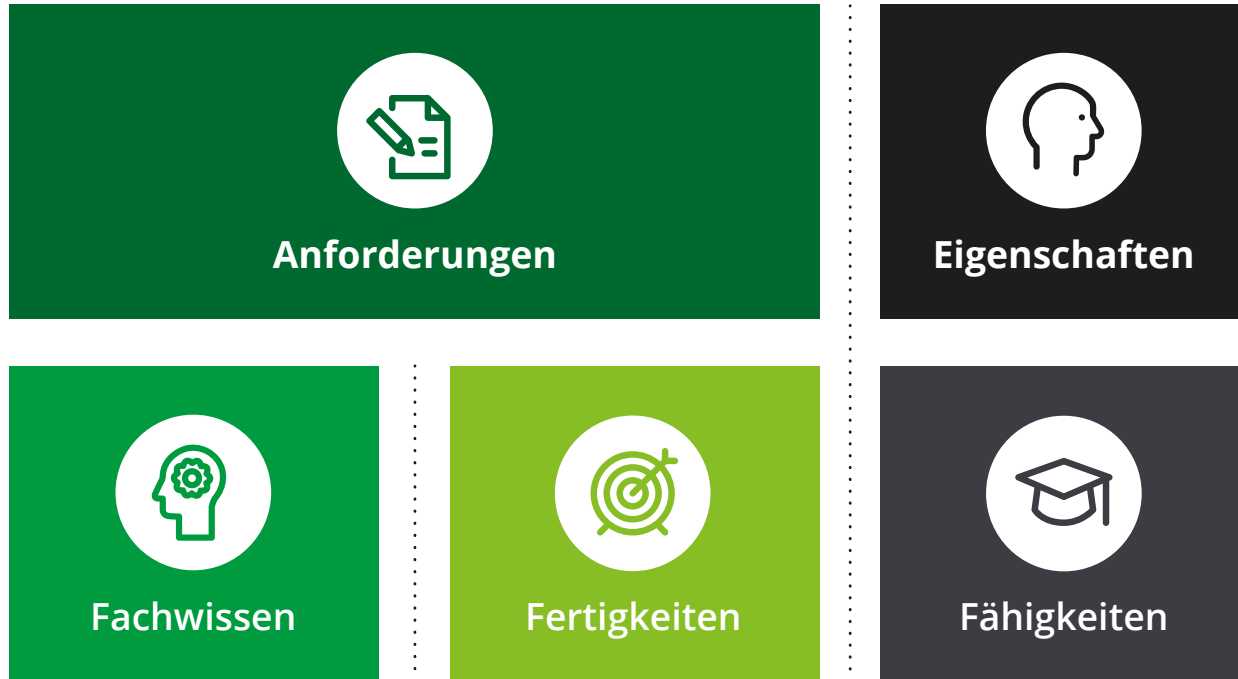 Anforderungen
Eigenschaften
Fachwissen
Fertigkeiten
Fähigkeiten